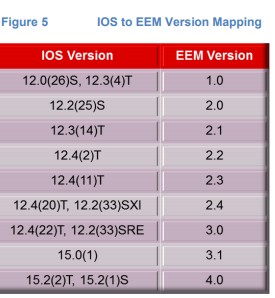 Figure 5 IOS to EEM Version Mapping
IOS Version EEM Version
12.0(26)S, 12.3(4)T 1.0
12.2(25)S 2.0
12.3(14)T 2.1
12.4(2)T 2.2
12.4(11)T 2.3
12.4(20)T, 12.2(33)SXI 2.4
12.4(22)T, 12.2(33)SRE 3.0
15.0(1) 3.1
15.2(2)T, 15.2(1)S 4.0